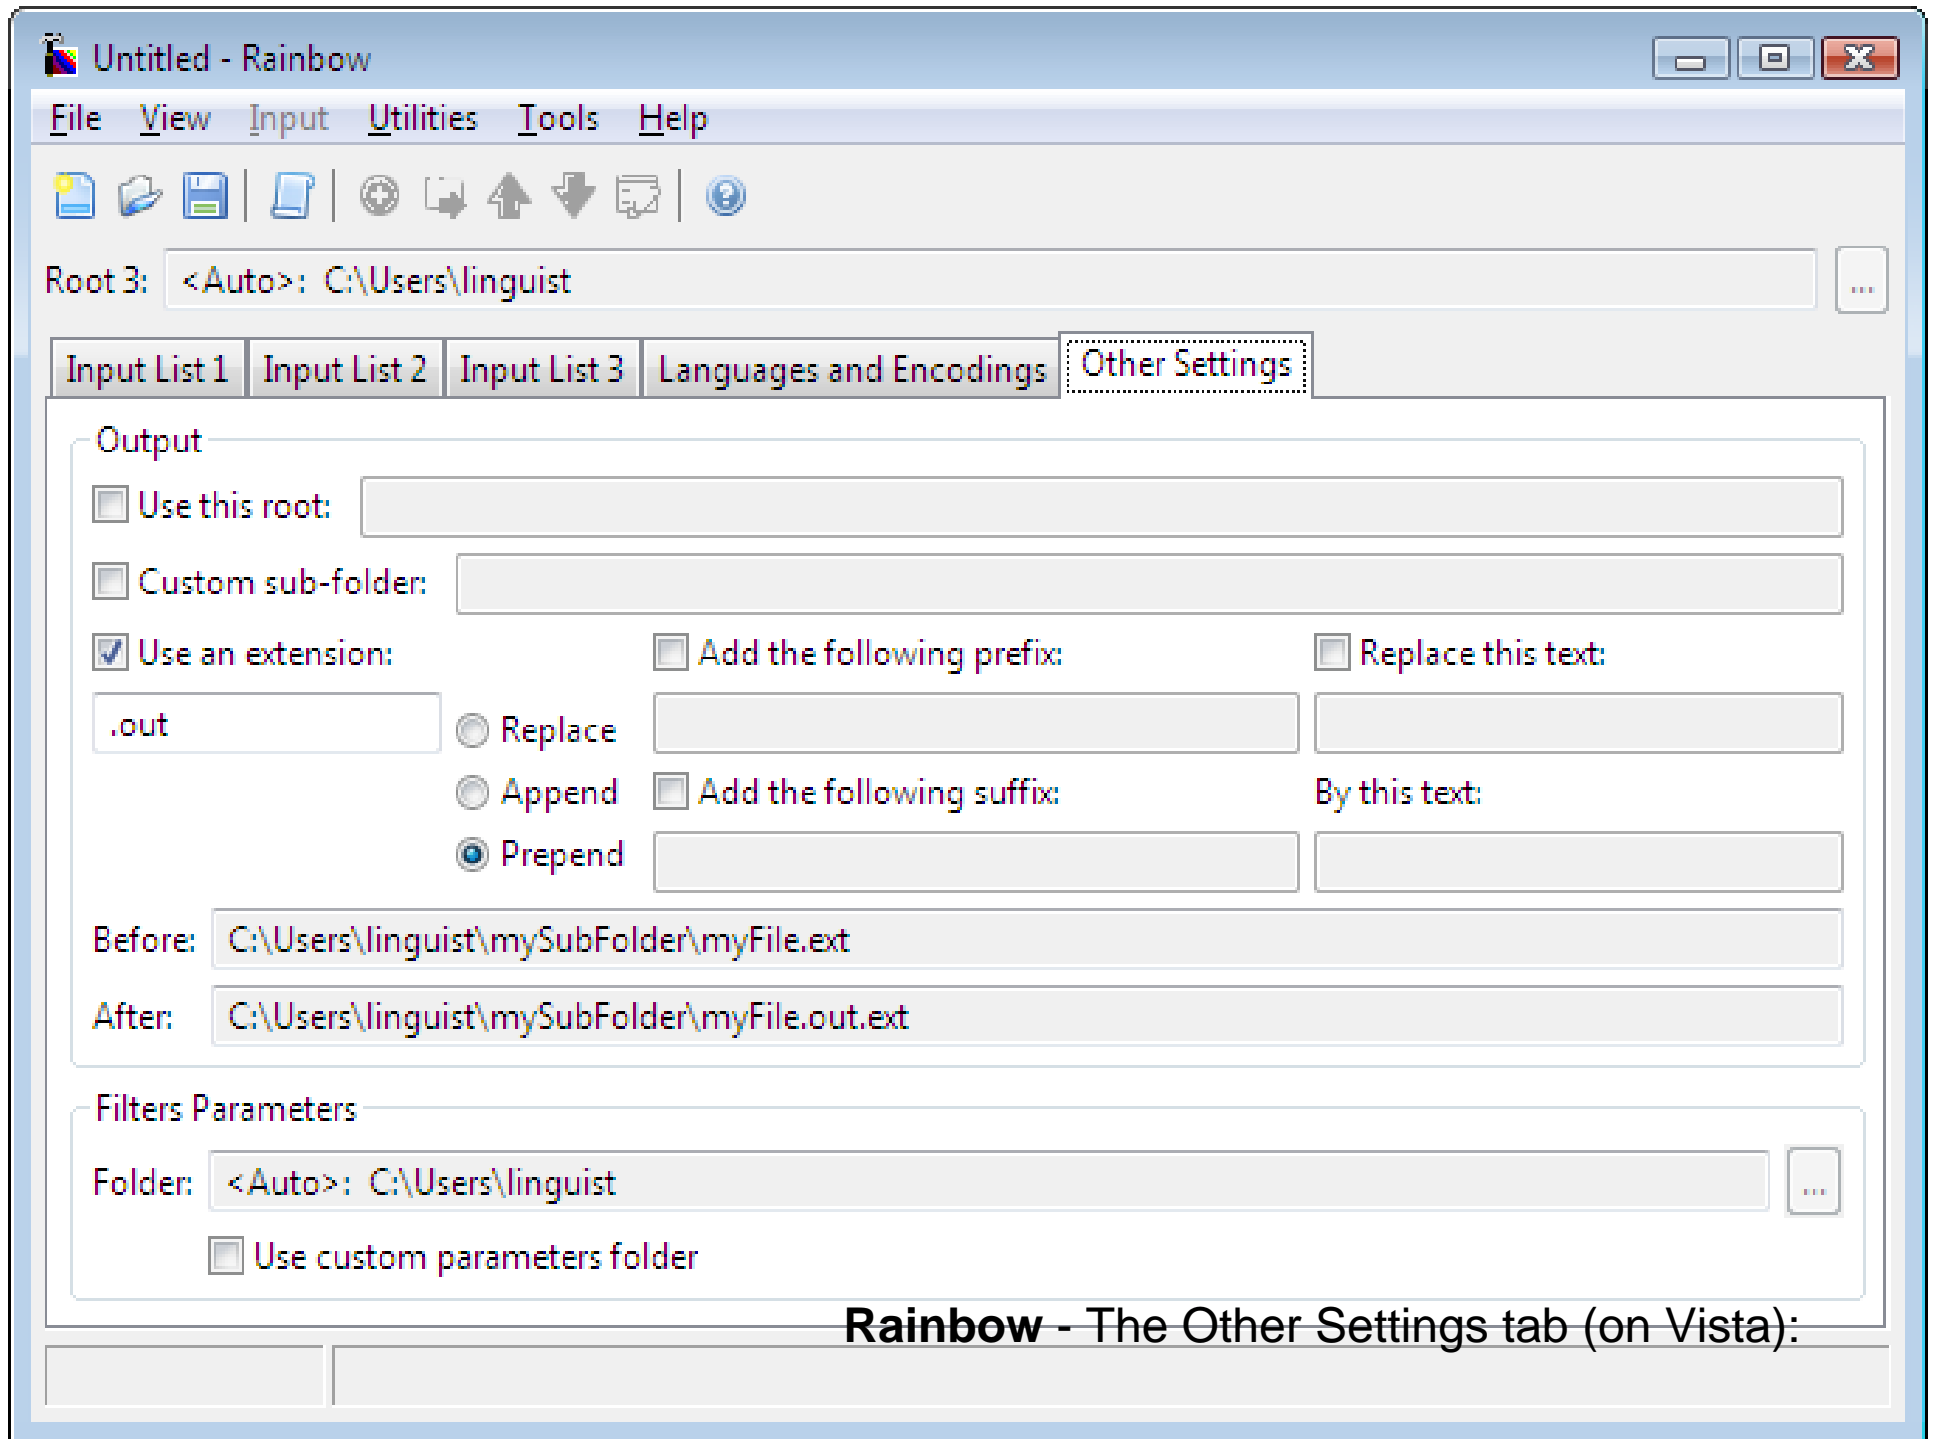 Untitled - Rainbow
File View Input Utilities Tools Help
Root 3: <Auto>: C:\Users\linguist ...
Input List 1 Input List 2 Input List 3 Languages and Encodings Other Settings
Output
Use this root:
Custom sub-folder:
Use an extension: Add the following prefix: Replace this text:
.out Replace
Append Add the following suffix: By this text:
Prepend
Before: C:\Users\linguist\mySubFolder\myFile.ext
After: C:\Users\linguist\mySubFolder\myFile.out.ext
Filters Parameters
Folder: <Auto>: C:\Users\linguist ...
Use custom parameters folder
Rainbow - The Other Settings tab (on Vista):